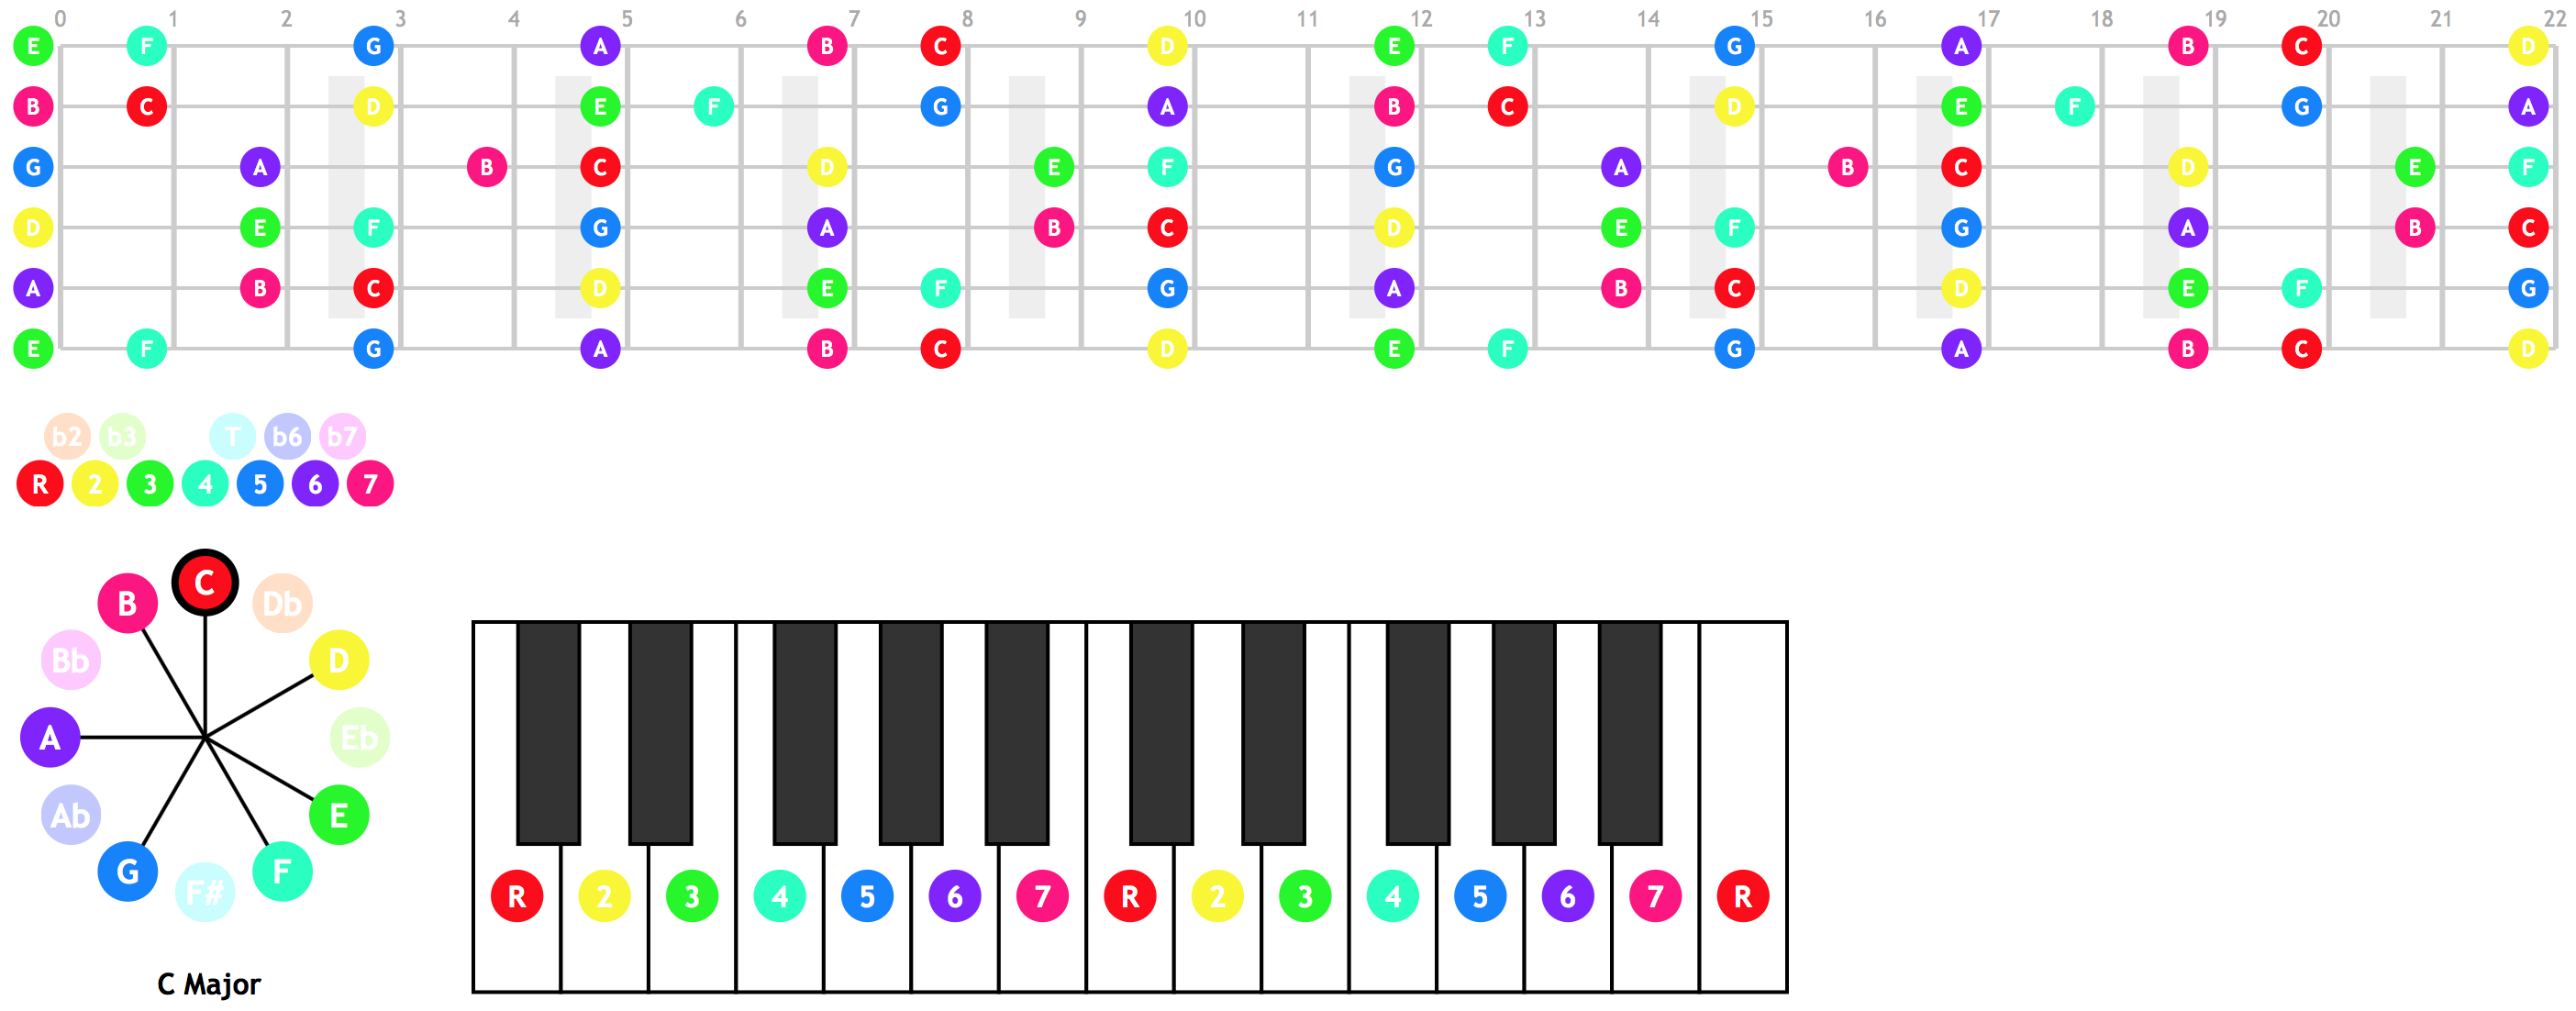 0 1 2 3 4 5 6 7 8 9 10 11 12 13 14 15 16 17 18 19 20 21 22
E F G A B C D E F G A B C D
B C D E F G A B C D E F G A
G A B C D E F G A B C D E F
D E F G A B C D E F G A B C
A B C D E F G A B C D E F G
E F G A B C D E F G A B C D
b2 b3 T b6 b7
R 2 3 4 5 6 7
C
B Db
Bb D
A Eb
Ab E
G F
F#
C Major
R 2 3 4 5 6 7 R 2 3 4 5 6 7 R